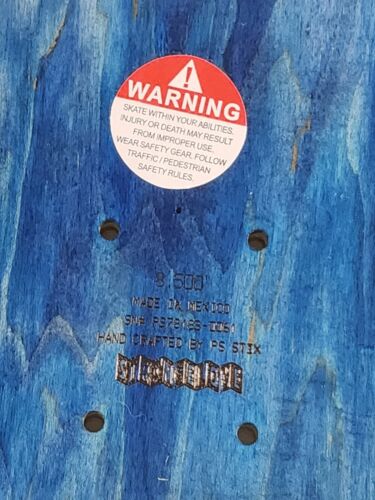 WARNING
SKATE WITHIN YOUR ABILITIES.
INJURY OR DEATH MAY RESULT
FROM IMPROPER USE.
WEAR SAFETY GEAR. FOLLOW
TRAFFIC / PEDESTRIAN
SAFETY RULES.
8.500"
MADE IN MEXICO
HAND CRAFTED BY PS STIX